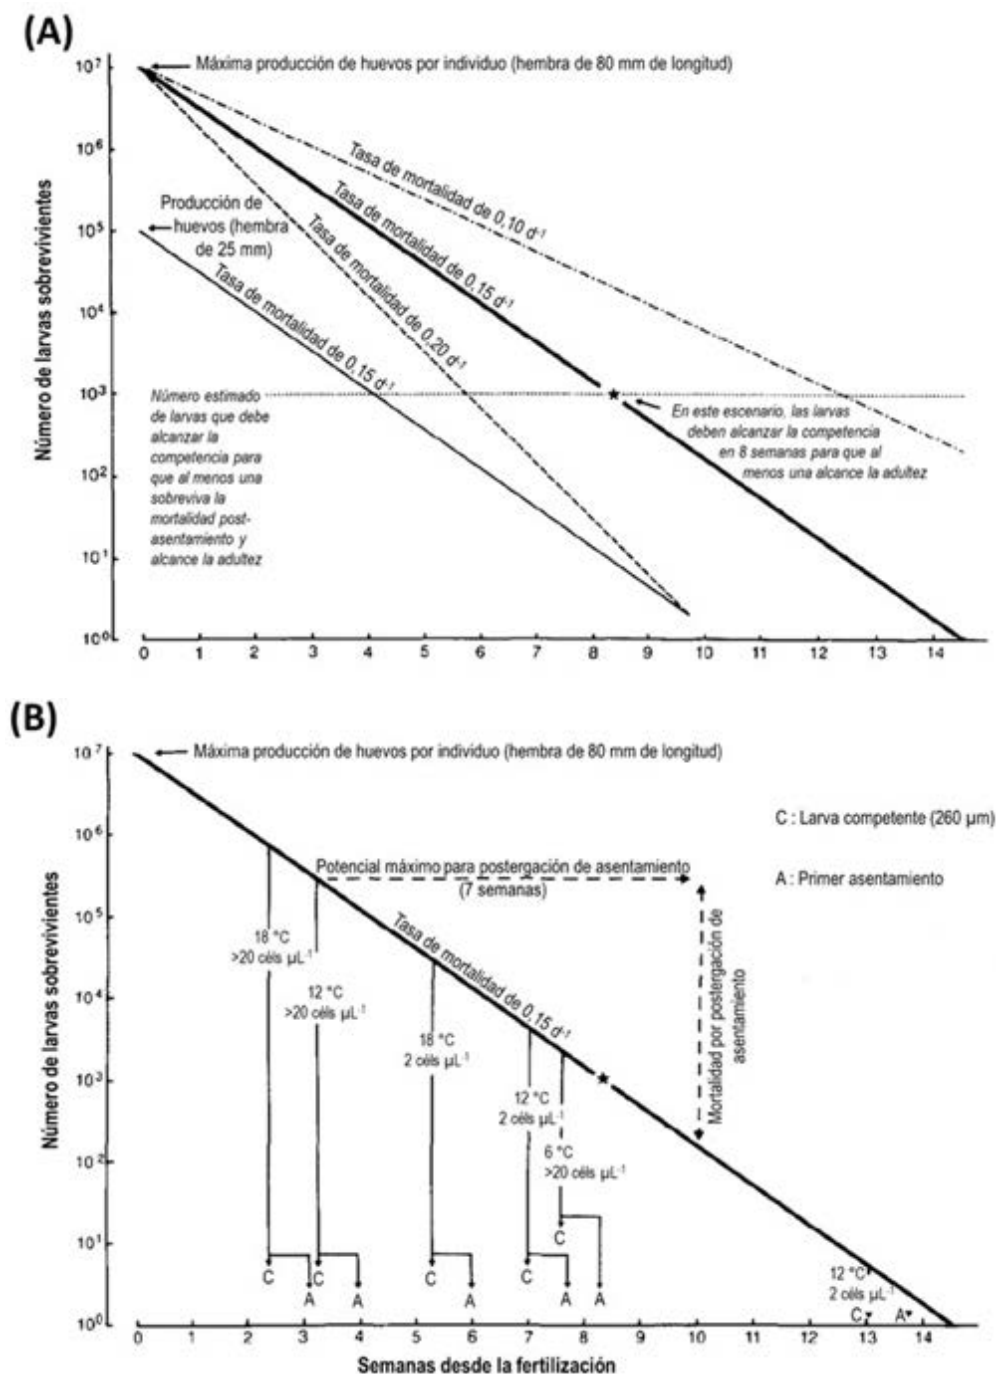 (A)
Número de larvas sobrevivientes
10⁷
10⁶
10⁵
10⁴
10³
10²
10¹
10⁰
Máxima producción de huevos por individuo (hembra de 80 mm de longitud)
Tasa de mortalidad de 0,10 d⁻¹
Tasa de mortalidad de 0,15 d⁻¹
Tasa de mortalidad de 0,20 d⁻¹
Producción de
huevos (hembra
de 25 mm)
Tasa de mortalidad de 0,15 d⁻¹
Número estimado
de larvas que debe
alcanzar la
competencia para
que al menos una
sobreviva la
mortalidad post-
asentamiento y
alcance la adultez
En este escenario, las larvas
deben alcanzar la competencia
en 8 semanas para que al
menos una alcance la adultez
0 1 2 3 4 5 6 7 8 9 10 11 12 13 14
(B)
Número de larvas sobrevivientes
10⁷
10⁶
10⁵
10⁴
10³
10²
10¹
10⁰
Máxima producción de huevos por individuo (hembra de 80 mm de longitud)
C : Larva competente (260 µm)
A : Primer asentamiento
Potencial máximo para postergación de asentamiento
(7 semanas)
Mortalidad por postergación de
asentamiento
Tasa de mortalidad de 0,15 d⁻¹
18 °C
>20 céls µL⁻¹
12 °C
>20 céls µL⁻¹
18 °C
2 céls µL⁻¹
12 °C
2 céls µL⁻¹
6 °C
>20 céls µL⁻¹
12 °C
2 céls µL⁻¹
C A C A C A C A C A C A
0 1 2 3 4 5 6 7 8 9 10 11 12 13 14
Semanas desde la fertilización